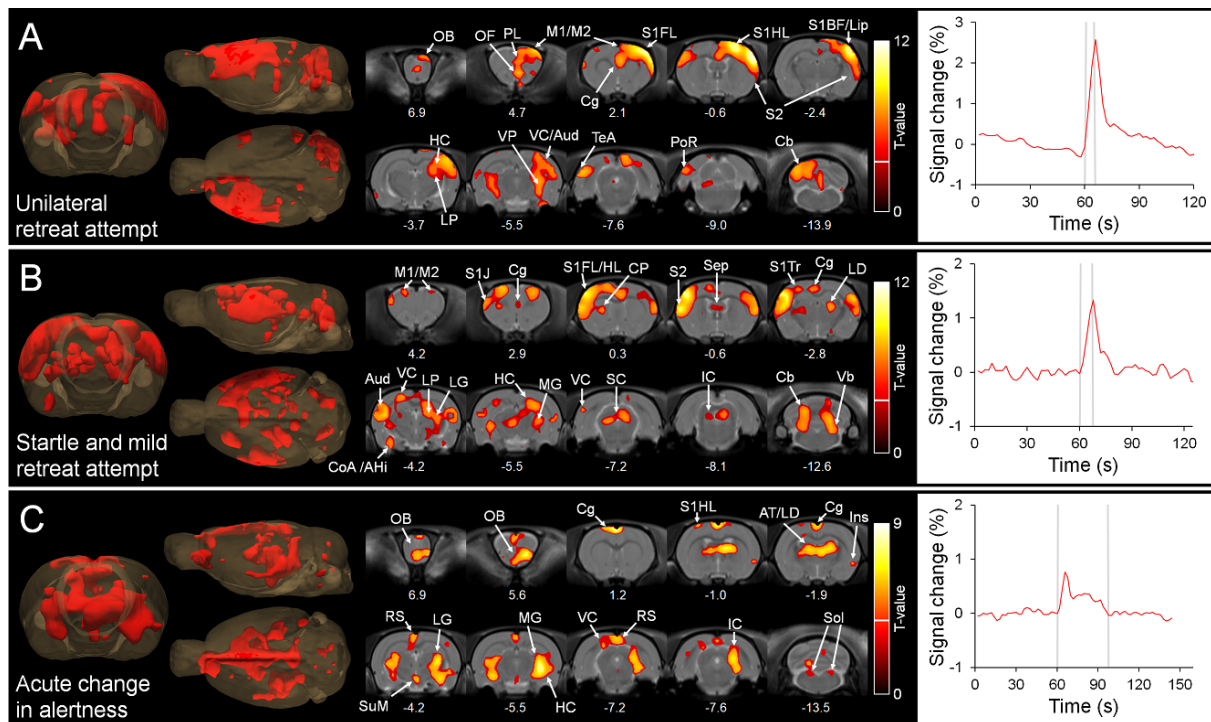 A
Unilateral
retreat attempt
OB
OF
PL
M1/M2
S1FL
S1HL
S1BF/Lip
Cg
S2
6.9
4.7
2.1
-0.6
-2.4
HC
VP
VC/Aud
TeA
PoR
Cb
LP
-3.7
-5.5
-7.6
-9.0
-13.9
12
T-value
0
Signal change (%)
3
2
1
0
-1
0
30
60
90
120
Time (s)
B
Startle and mild
retreat attempt
M1/M2
S1J
Cg
S1FL/HL
CP
S2
Sep
S1Tr
Cg
LD
4.2
2.9
0.3
-0.6
-2.8
Aud
VC
LP
LG
HC
MG
VC
SC
IC
Cb
Vb
CoA/AHi
-4.2
-5.5
-7.2
-8.1
-12.6
12
T-value
0
Signal change (%)
2
1
0
-1
0
30
60
90
120
Time (s)
C
Acute change
in alertness
OB
OB
Cg
S1HL
AT/LD
Cg
Ins
6.9
5.6
1.2
-1.0
-1.9
RS
LG
MG
VC
RS
IC
Sol
SuM
HC
-4.2
-5.5
-7.2
-7.6
-13.5
9
T-value
0
Signal change (%)
2
1
0
-1
0
30
60
90
120
150
Time (s)